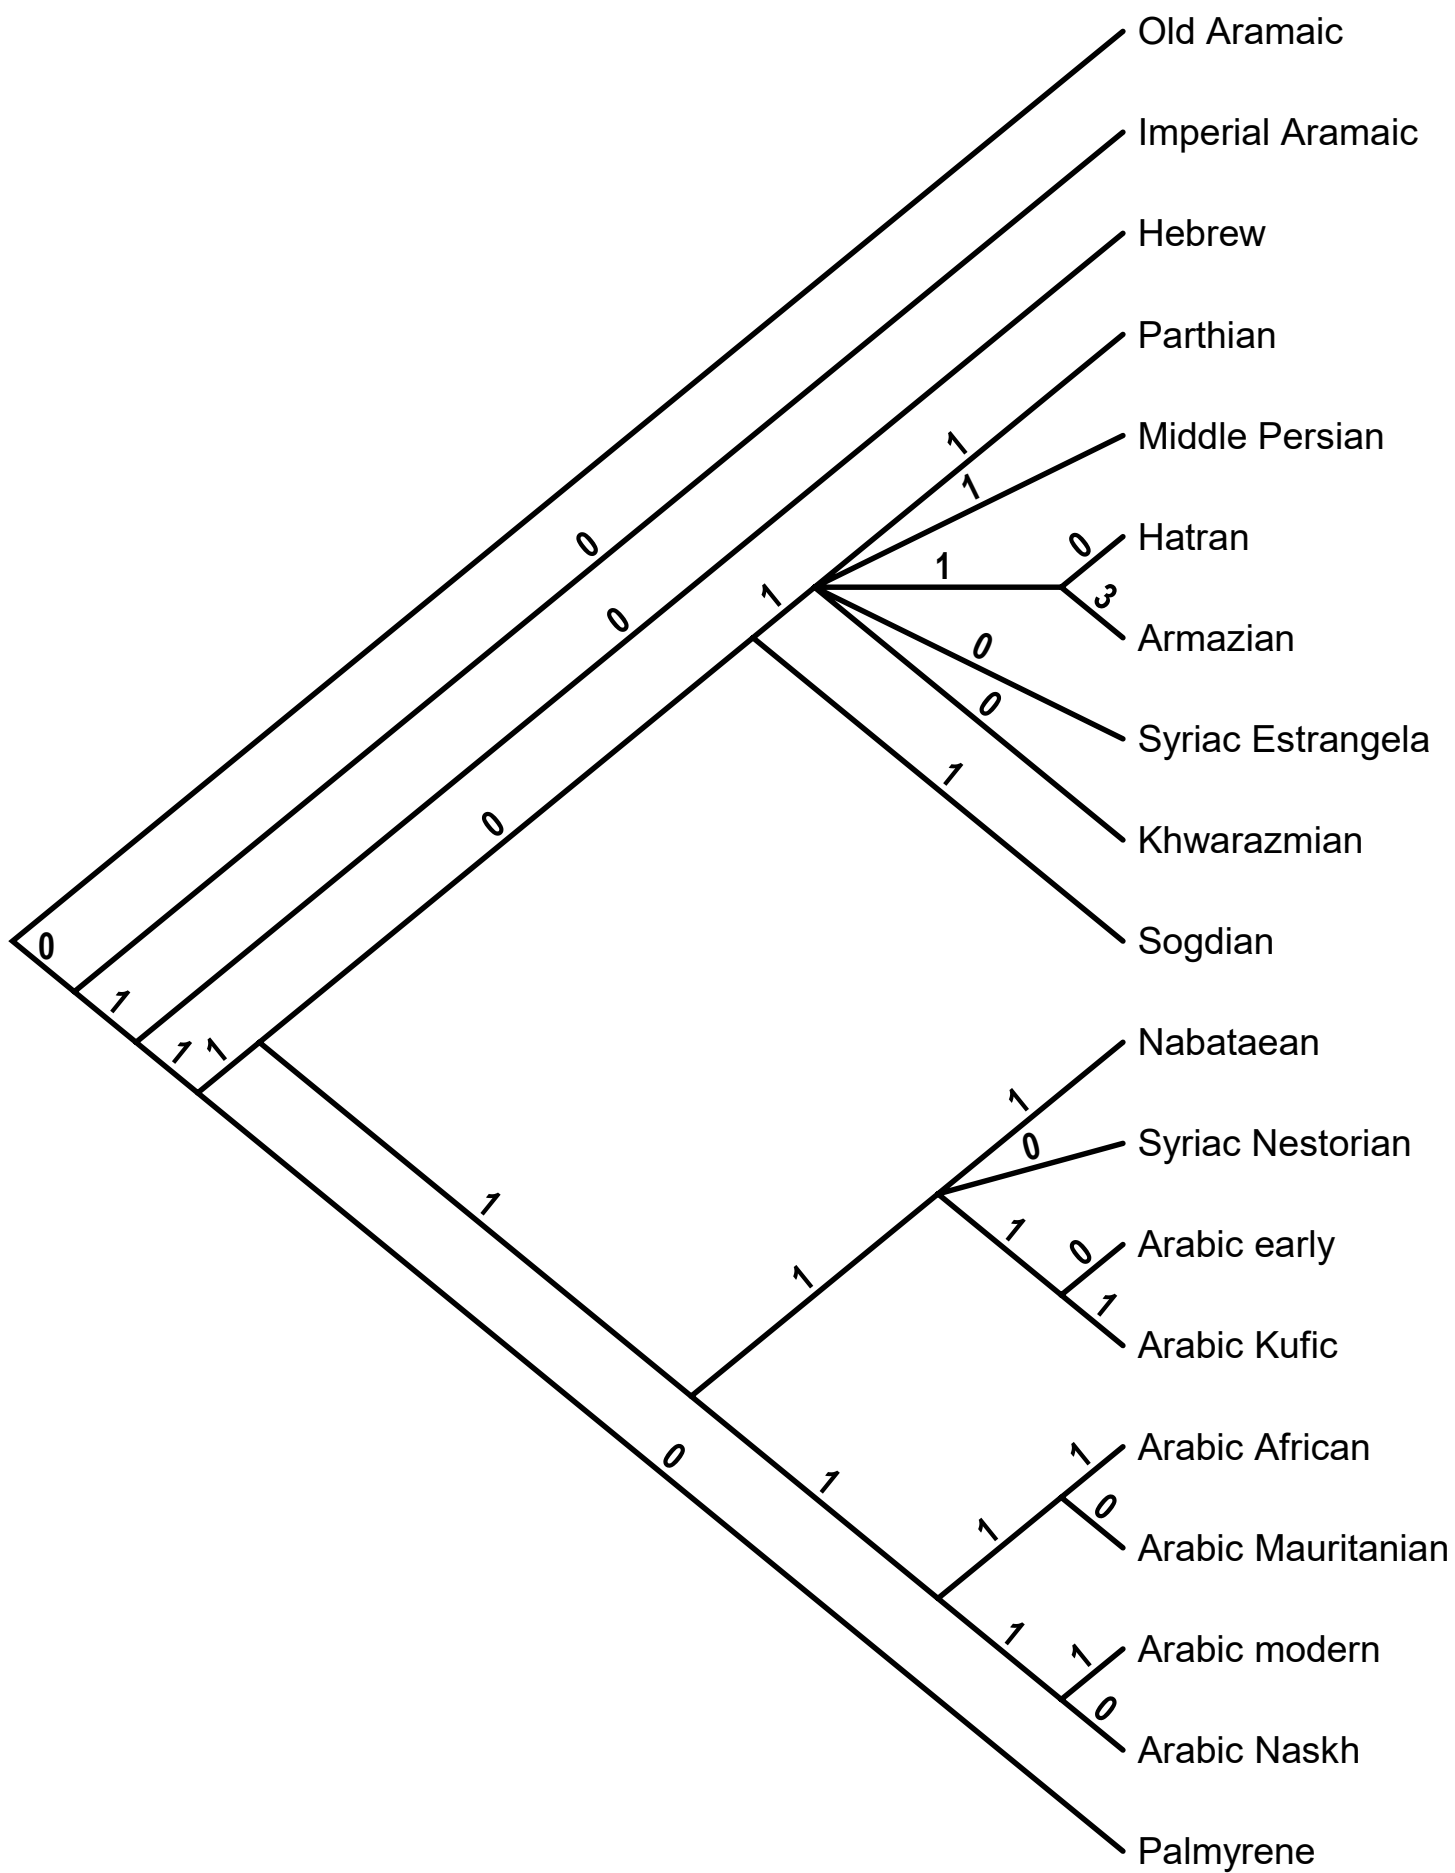 Old Aramaic
Imperial Aramaic
Hebrew
Parthian
1
Middle Persian
1
0
Hatran
0
1
3
Armazian
1
0
0
0
Syriac Estrangela
0
1
Khwarazmian
0
Sogdian
0
1
1
1
Nabataean
1
0
Syriac Nestorian
1
1
0
Arabic early
1
1
Arabic Kufic
1
Arabic African
0
1
0
1
Arabic Mauritanian
1
1
Arabic modern
0
Arabic Naskh
Palmyrene